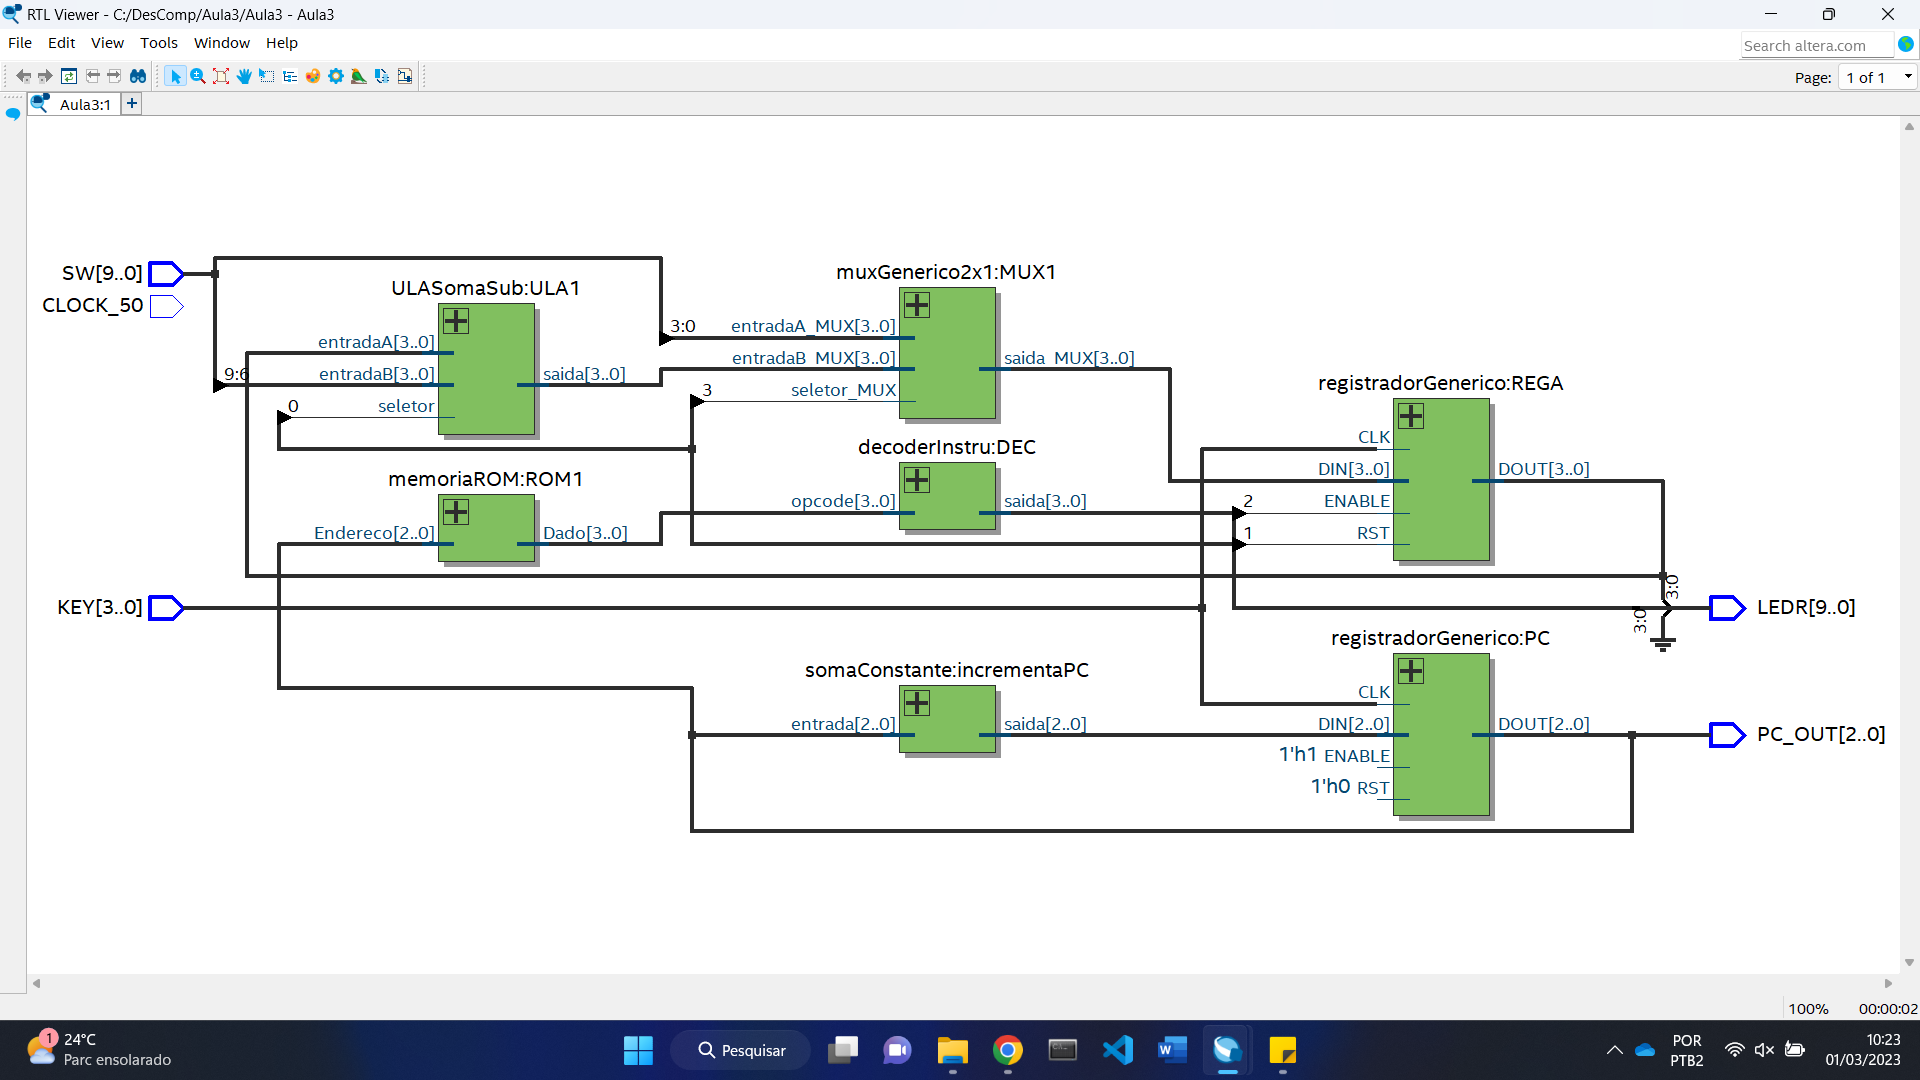 RTL Viewer - C:/DesComp/Aula3/Aula3 - Aula3
File Edit View Tools Window Help
Search altera.com
Page: 1 of 1
Aula3:1 +
SW[9..0]
CLOCK_50
ULASomaSub:ULA1
entradaA[3..0]
9:6 entradaB[3..0] saida[3..0]
0 seletor
muxGenerico2x1:MUX1
3:0 entradaA_MUX[3..0]
entradaB_MUX[3..0] saida_MUX[3..0]
3 seletor_MUX
registradorGenerico:REGA
CLK
DIN[3..0] DOUT[3..0]
2 ENABLE
1 RST
decoderInstru:DEC
opcode[3..0] saida[3..0]
memoriaROM:ROM1
Endereco[2..0] Dado[3..0]
KEY[3..0]
3:0
3:0
LEDR[9..0]
somaConstante:incrementaPC
entrada[2..0] saida[2..0]
registradorGenerico:PC
CLK
DIN[2..0] DOUT[2..0]
1'h1 ENABLE
1'h0 RST
PC_OUT[2..0]
100% 00:00:02
1
24°C
Parc ensolarado
Pesquisar
POR
PTB2
10:23
01/03/2023